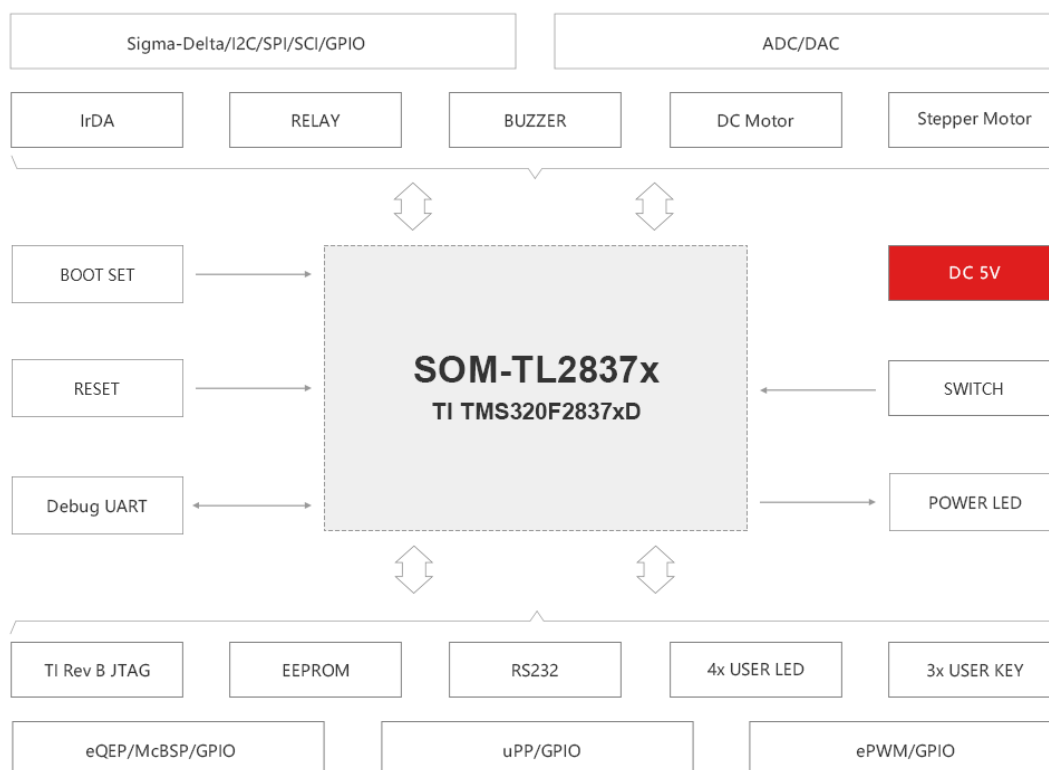 Sigma-Delta/I2C/SPI/SCI/GPIO
ADC/DAC
IrDA
RELAY
BUZZER
DC Motor
Stepper Motor
BOOT SET
DC 5V
SOM-TL2837x
TI TMS320F2837xD
RESET
SWITCH
Debug UART
POWER LED
TI Rev B JTAG
EEPROM
RS232
4x USER LED
3x USER KEY
eQEP/McBSP/GPIO
uPP/GPIO
ePWM/GPIO